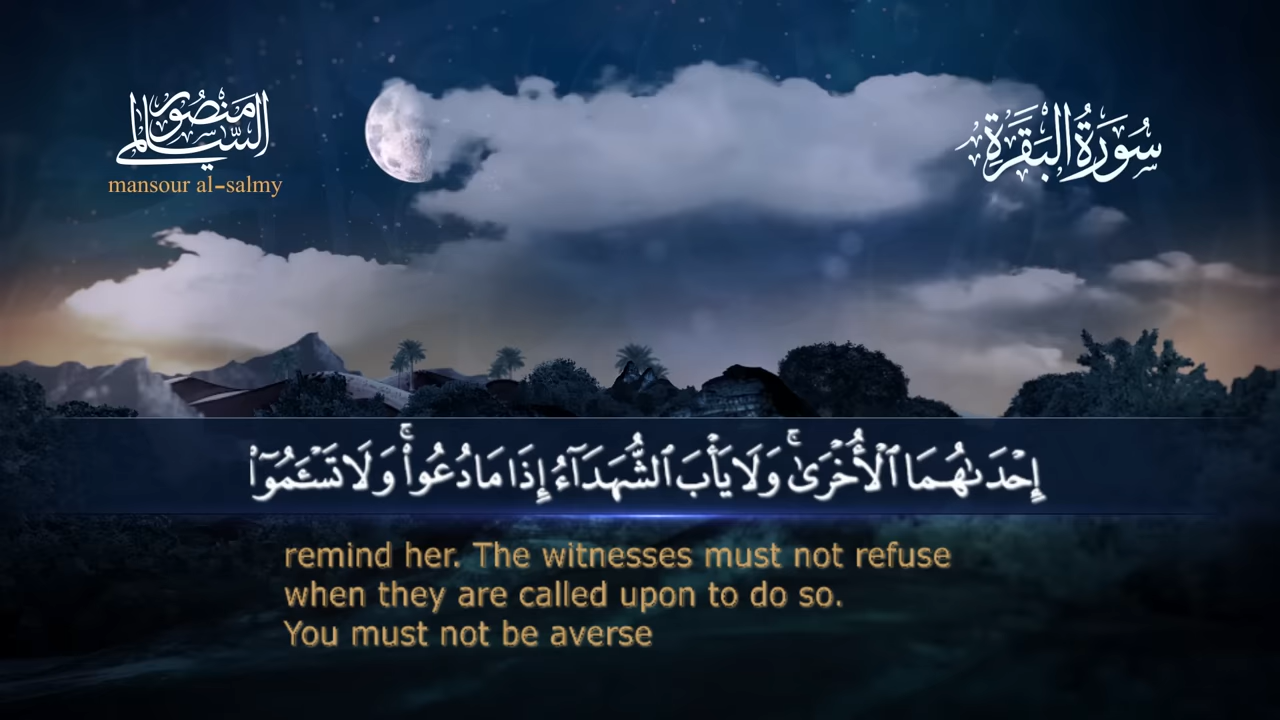 منصور السالمي
mansour al-salmy
سُورَةُ البَقَرَةِ
إِحْدَىٰهُمَا ٱلْأُخْرَىٰ ۚ وَلَا يَأْبَ ٱلشُّهَدَآءُ إِذَا مَا دُعُوا۟ ۚ وَلَا تَسْـَٔمُوٓا۟
remind her. The witnesses must not refuse
when they are called upon to do so.
You must not be averse